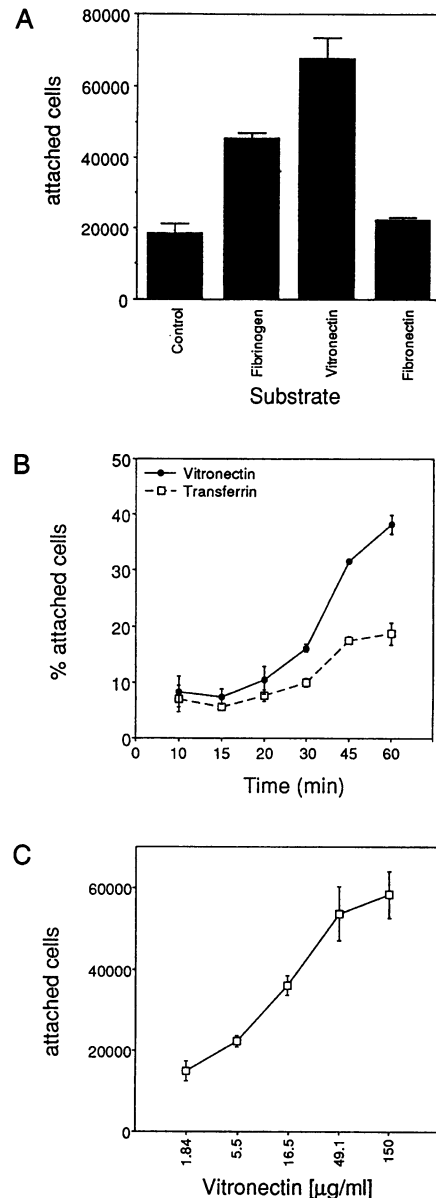 A
80000
60000
40000
20000
0
attached cells
Control
Fibrinogen
Vitronectin
Fibronectin
Substrate
B
50
40
30
20
10
0
% attached cells
Vitronectin
Transferrin
0 10 15 20 30 45 60
Time (min)
C
60000
40000
20000
0
attached cells
1.84
5.5
16.5
49.1
150
Vitronectin [µg/ml]